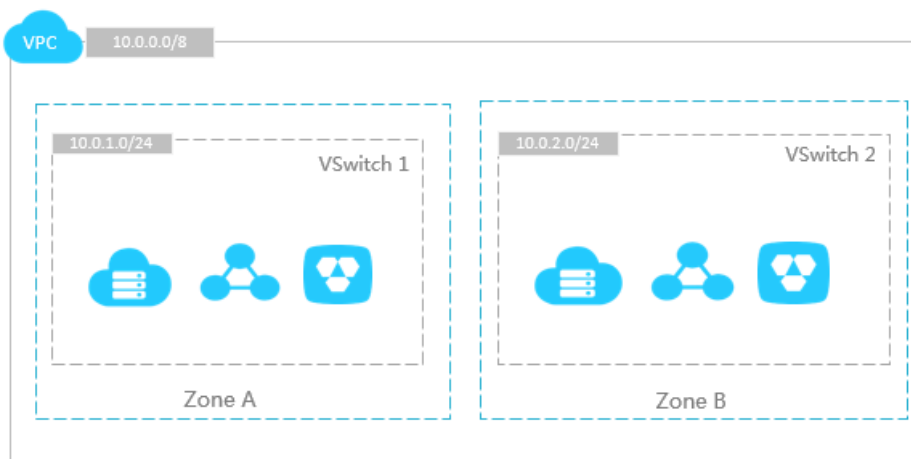 VPC
10.0.0.0/8
10.0.1.0/24
VSwitch 1
Zone A
10.0.2.0/24
VSwitch 2
Zone B